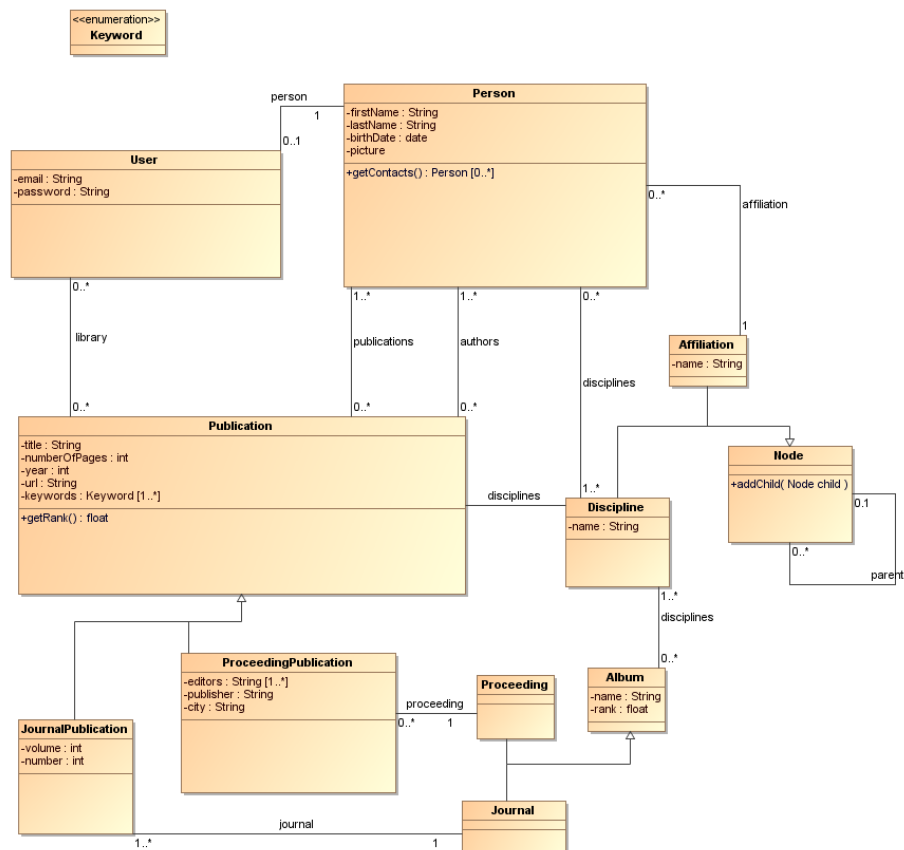 <<enumeration>>
Keyword
Person
-firstName : String
-lastName : String
-birthDate : date
-picture
+getContacts() : Person [0..*]
person
1
0..1
User
-email : String
-password : String
0..*
affiliation
1
0..*
library
0..*
1..*
publications
0..*
1..*
authors
0..*
0..*
disciplines
1..*
Affiliation
-name : String
Publication
-title : String
-numberOfPages : int
-year : int
-url : String
-keywords : Keyword [1..*]
+getRank() : float
disciplines
Discipline
-name : String
Node
+addChild( Node child )
0.1
0..*
parent
1..*
disciplines
0..*
ProceedingPublication
-editors : String [1..*]
-publisher : String
-city : String
proceeding
0..*
1
Proceeding
Album
-name : String
-rank : float
JournalPublication
-volume : int
-number : int
journal
1..*
1
Journal